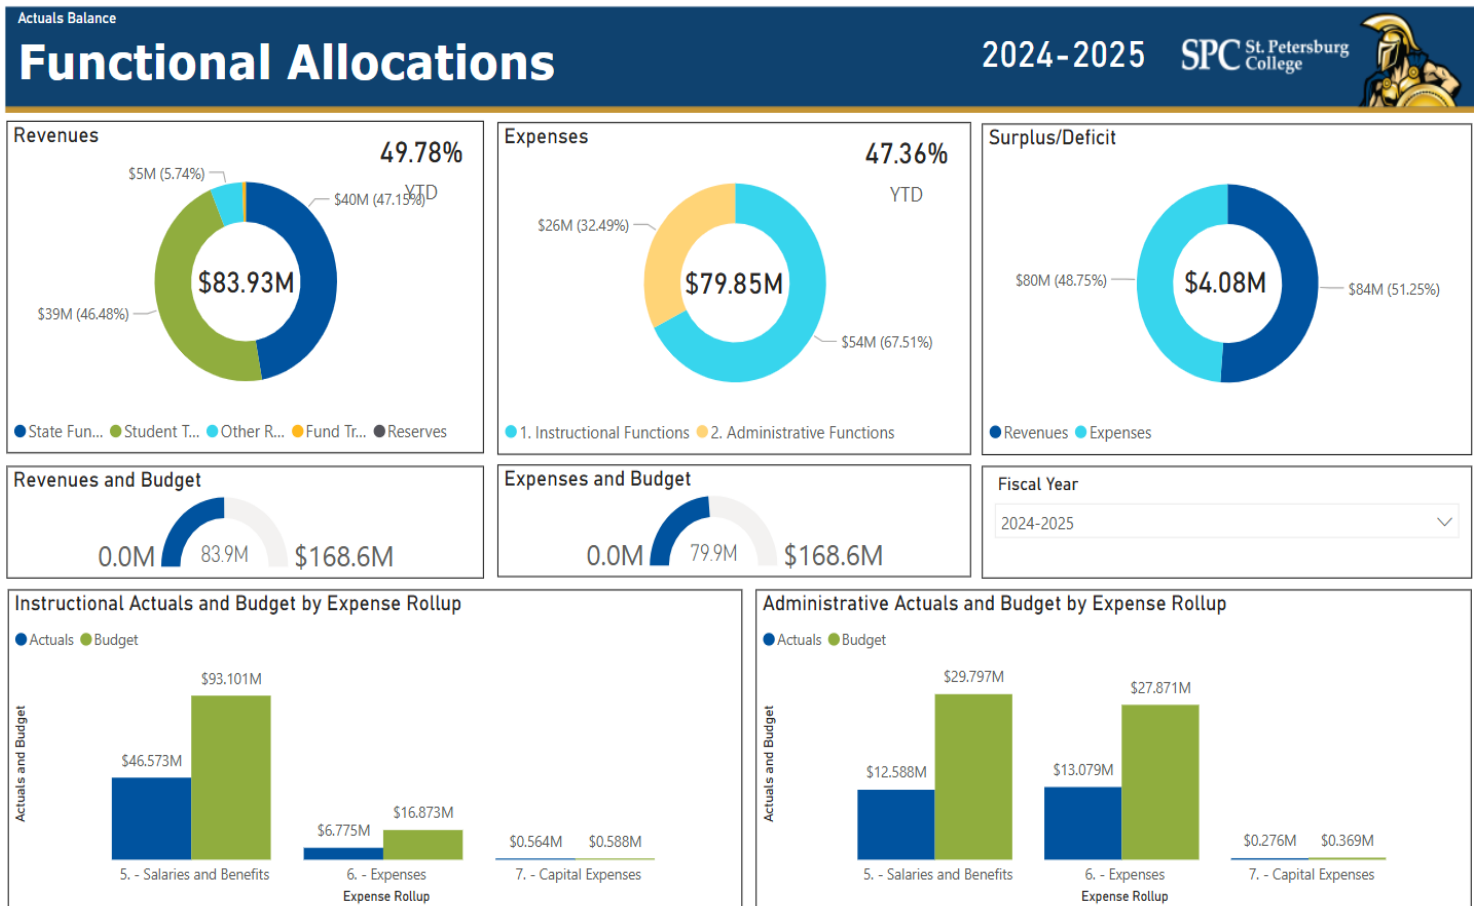 Actuals Balance
Functional Allocations
2024-2025
SPC St. Petersburg
College
Revenues
49.78%
YTD
$5M (5.74%)
$40M (47.15%)
$83.93M
$39M (46.48%)
State Fun... Student T... Other R... Fund Tr... Reserves
Expenses
47.36%
YTD
$26M (32.49%)
$79.85M
$54M (67.51%)
1. Instructional Functions 2. Administrative Functions
Surplus/Deficit
$80M (48.75%)
$4.08M
$84M (51.25%)
Revenues Expenses
Revenues and Budget
0.0M 83.9M $168.6M
Expenses and Budget
0.0M 79.9M $168.6M
Fiscal Year
2024-2025
Instructional Actuals and Budget by Expense Rollup
Actuals Budget
Actuals and Budget
$93.101M
$46.573M
$16.873M
$6.775M
$0.564M $0.588M
5. - Salaries and Benefits 6. - Expenses 7. - Capital Expenses
Expense Rollup
Administrative Actuals and Budget by Expense Rollup
Actuals Budget
Actuals and Budget
$29.797M
$27.871M
$12.588M
$13.079M
$0.276M $0.369M
5. - Salaries and Benefits 6. - Expenses 7. - Capital Expenses
Expense Rollup